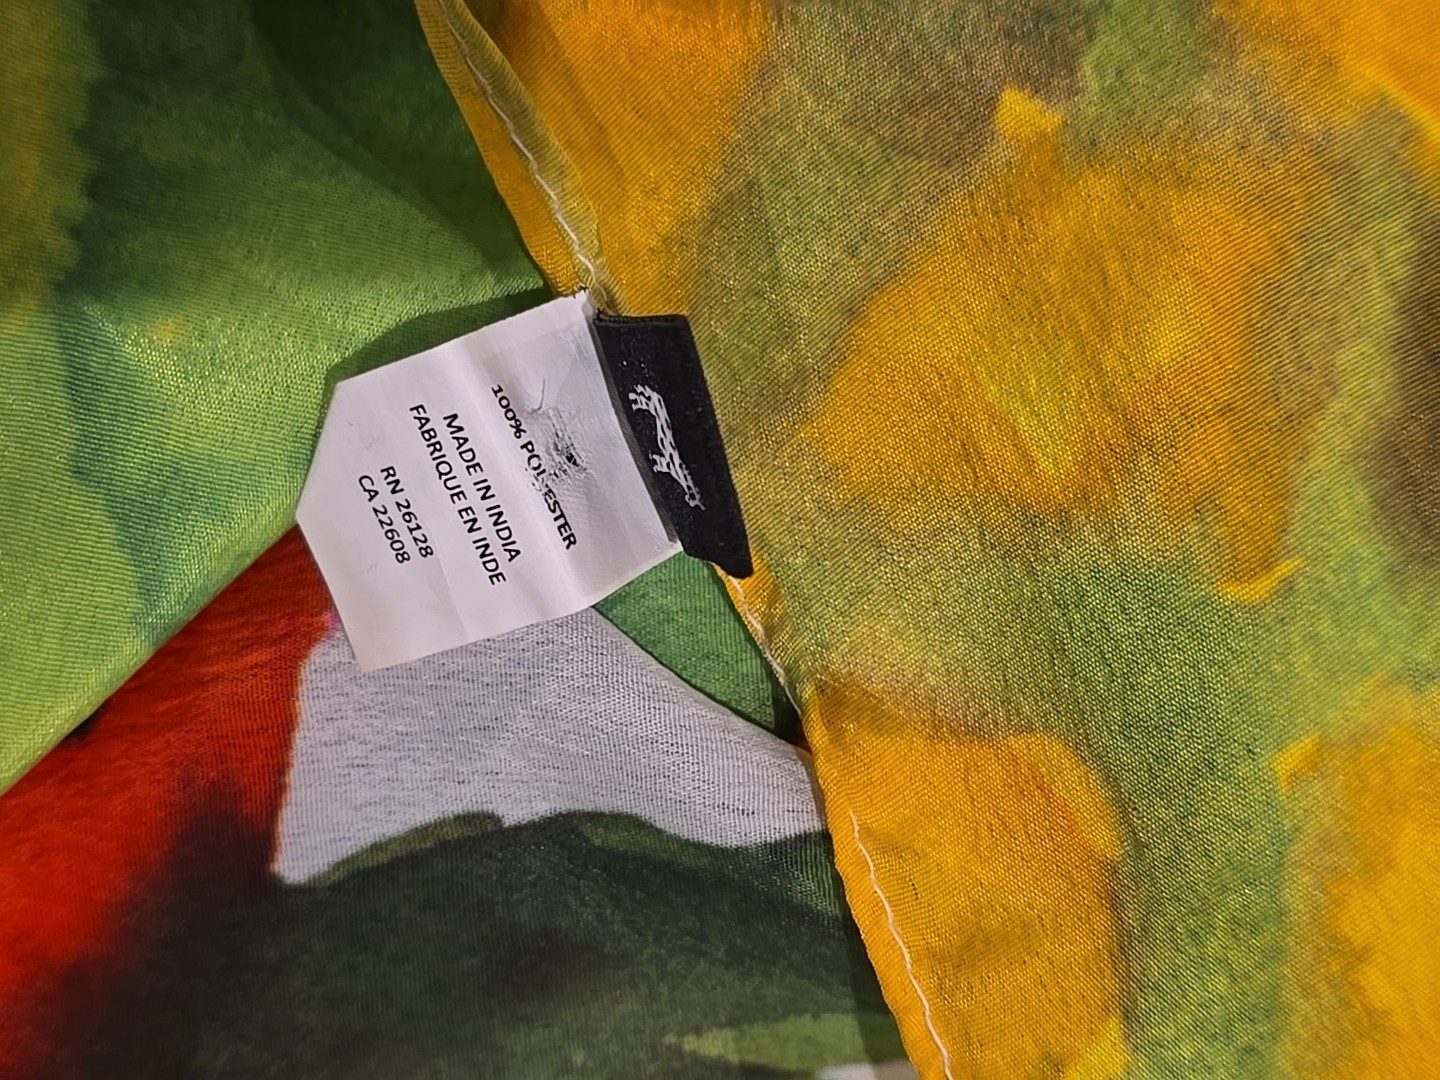 100% POLYESTER
MADE IN INDIA
FABRIQUE EN INDE
RN 26128
CA 22608